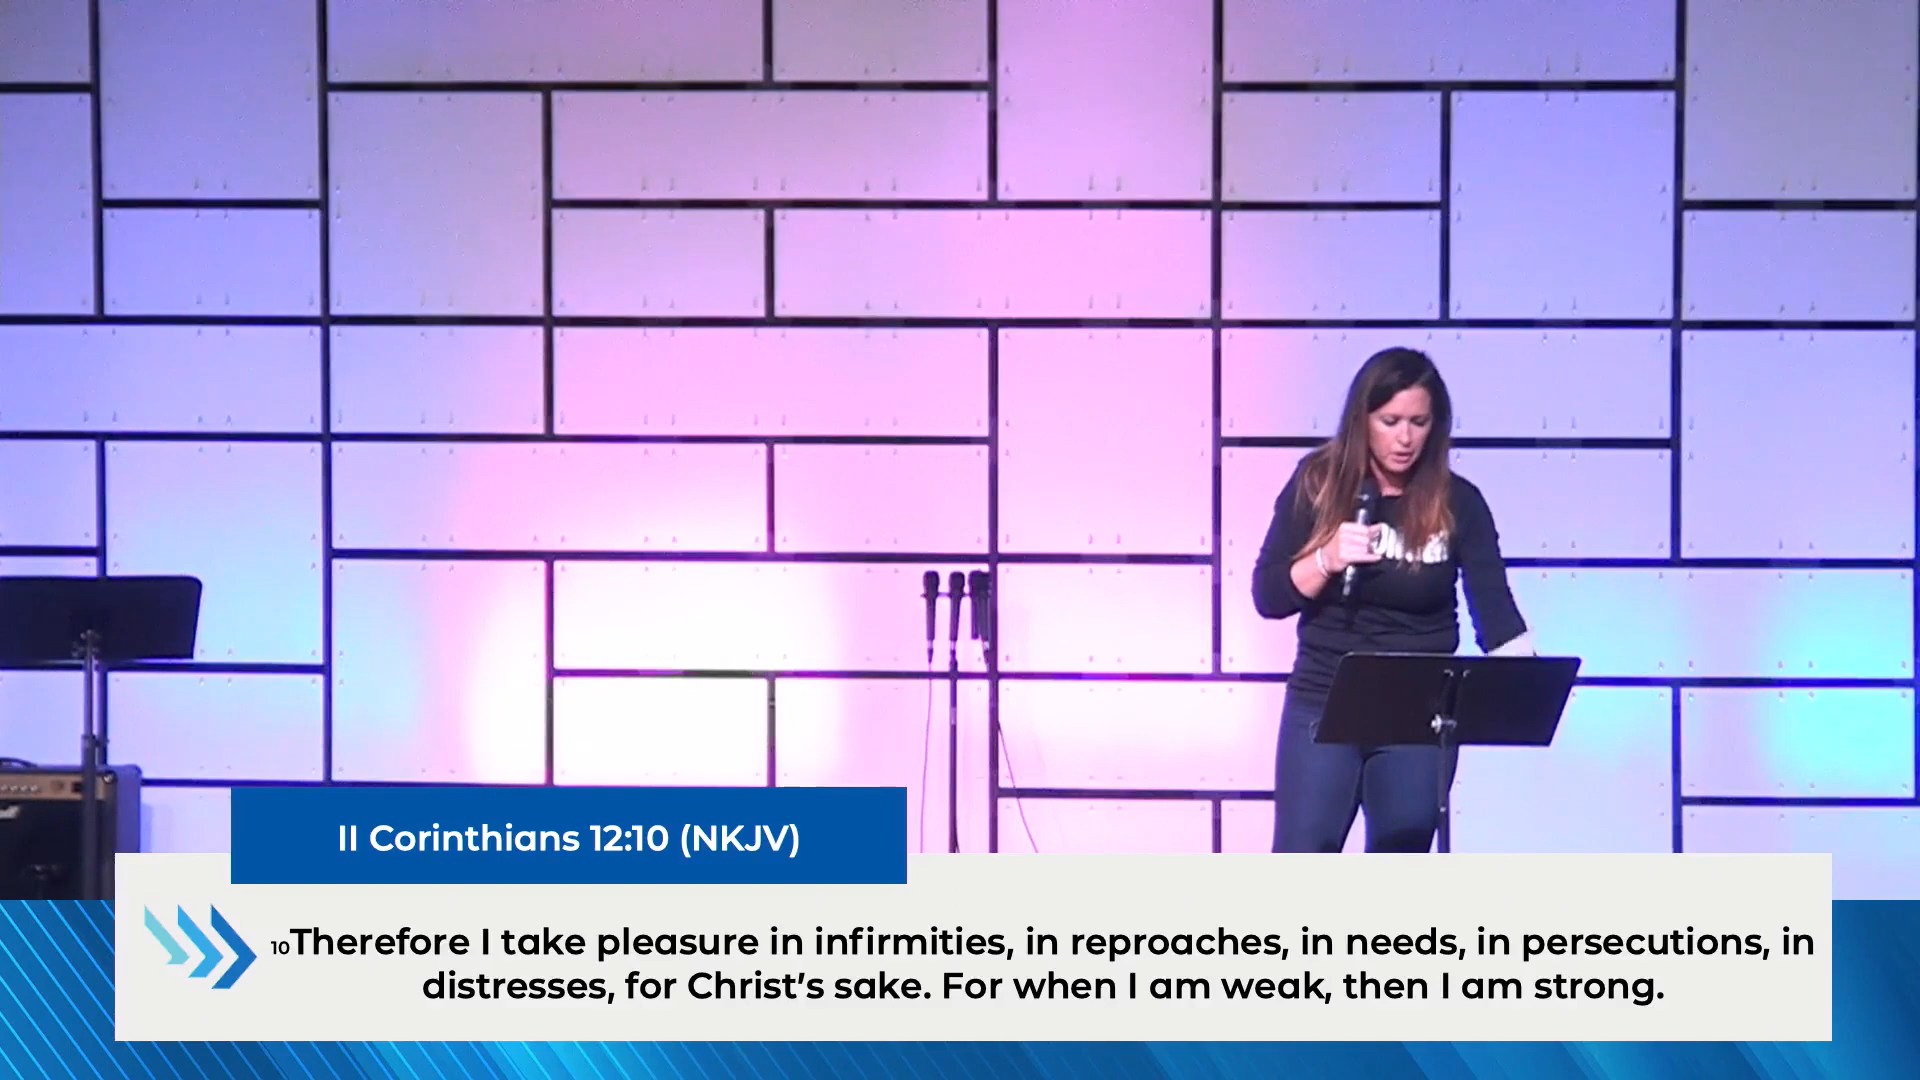 II Corinthians 12:10 (NKJV)
10Therefore I take pleasure in infirmities, in reproaches, in needs, in persecutions, in
distresses, for Christ's sake. For when I am weak, then I am strong.